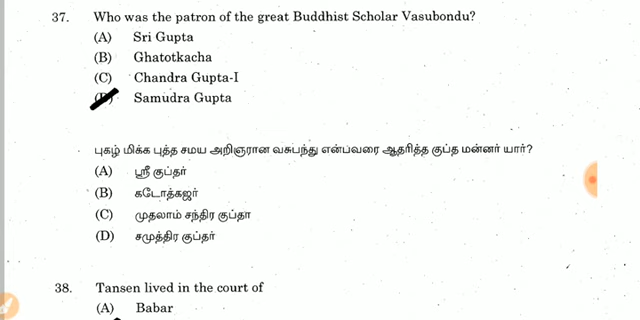 37. Who was the patron of the great Buddhist Scholar Vasubondu?
(A) Sri Gupta
(B) Ghatotkacha
(C) Chandra Gupta-I
(D) Samudra Gupta
புகழ் மிக்க புத்த சமய அறிஞரான வசுபந்து என்பவரை ஆதரித்த குப்த மன்னர் யார்?
(A) ஸ்ரீ குப்தர்
(B) கடோத்கஜர்
(C) முதலாம் சந்திர குப்தா
(D) சமுத்திர குப்தர்
38. Tansen lived in the court of
(A) Babar